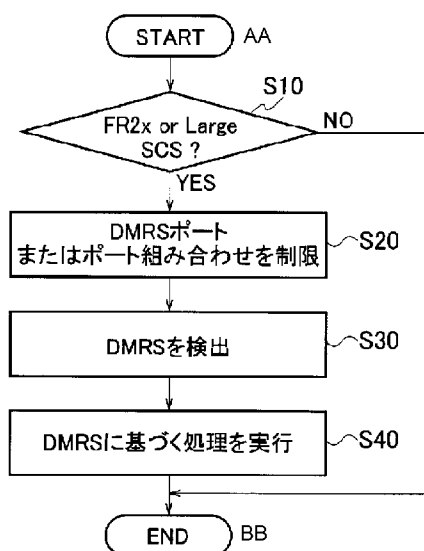 START
AA
S10
FR2x or Large
SCS ?
NO
YES
DMRSポート
またはポート組み合わせを制限
S20
DMRSを検出
S30
DMRSに基づく処理を実行
S40
END
BB